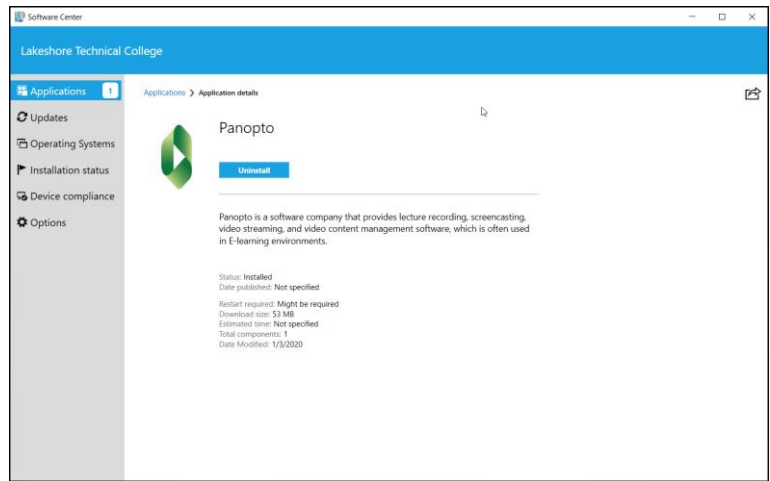 Software Center
Lakeshore Technical College
Applications 1
Updates
Operating Systems
Installation status
Device compliance
Options
Applications > Application details
Panopto
Uninstall
Panopto is a software company that provides lecture recording, screencasting,
video streaming, and video content management software, which is often used
in E-learning environments.
Status: Installed
Date published: Not specified
Restart required: Might be required
Download size: 53 MB
Estimated time: Not specified
Total components: 1
Date Modified: 1/3/2020